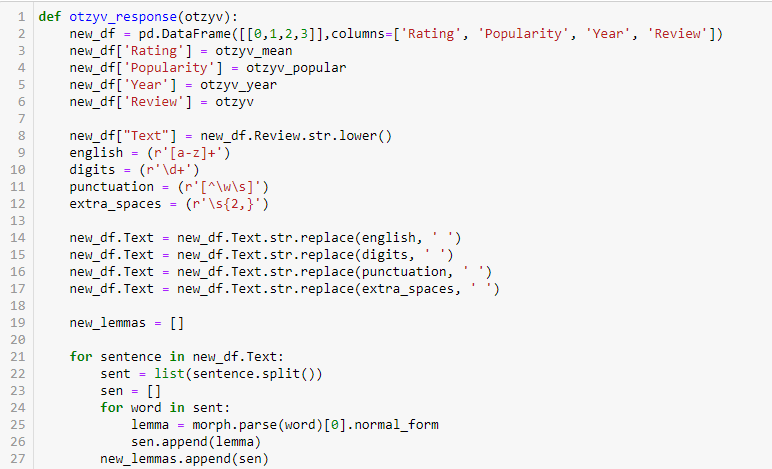 1 def otzyv_response(otzyv):
2     new_df = pd.DataFrame([[0,1,2,3]],columns=['Rating', 'Popularity', 'Year', 'Review'])
3     new_df['Rating'] = otzyv_mean
4     new_df['Popularity'] = otzyv_popular
5     new_df['Year'] = otzyv_year
6     new_df['Review'] = otzyv
7
8     new_df["Text"] = new_df.Review.str.lower()
9     english = (r'[a-z]+')
10     digits = (r'\d+')
11     punctuation = (r'[^\w\s]')
12     extra_spaces = (r'\s{2,}')
13
14     new_df.Text = new_df.Text.str.replace(english, ' ')
15     new_df.Text = new_df.Text.str.replace(digits, ' ')
16     new_df.Text = new_df.Text.str.replace(punctuation, ' ')
17     new_df.Text = new_df.Text.str.replace(extra_spaces, ' ')
18
19     new_lemmas = []
20
21     for sentence in new_df.Text:
22         sent = list(sentence.split())
23         sen = []
24         for word in sent:
25             lemma = morph.parse(word)[0].normal_form
26             sen.append(lemma)
27         new_lemmas.append(sen)